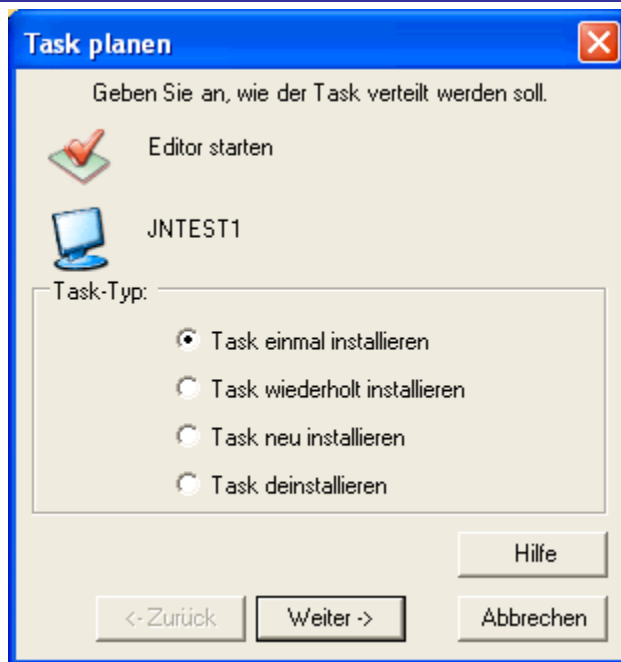 Task planen
Geben Sie an, wie der Task verteilt werden soll.
Editor starten
JNTEST1
Task-Typ:
Task einmal installieren
Task wiederholt installieren
Task neu installieren
Task deinstallieren
Hilfe
<- Zurück
Weiter ->
Abbrechen